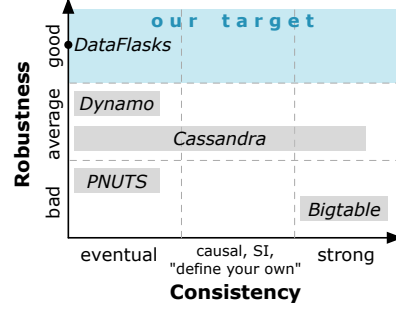 our target
good
DataFlasks
Robustness
average
Dynamo
Cassandra
bad
PNUTS
Bigtable
eventual
causal, SI,
"define your own"
strong
Consistency